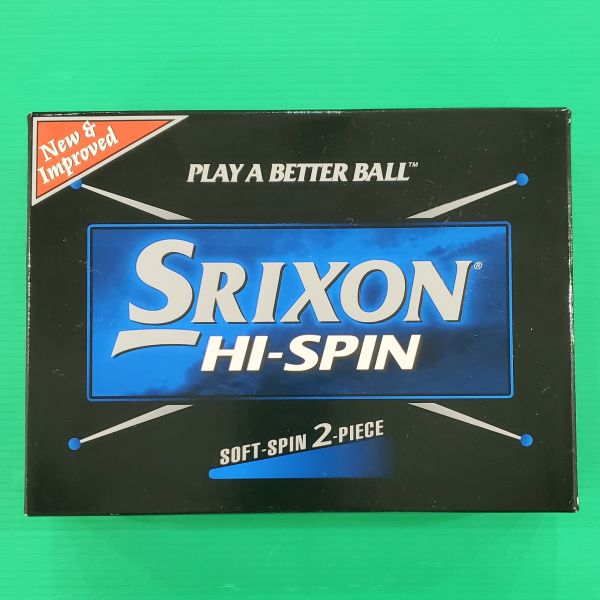 New &
Improved
PLAY A BETTER BALL™
SRIXON®
HI-SPIN
SOFT-SPIN 2-PIECE